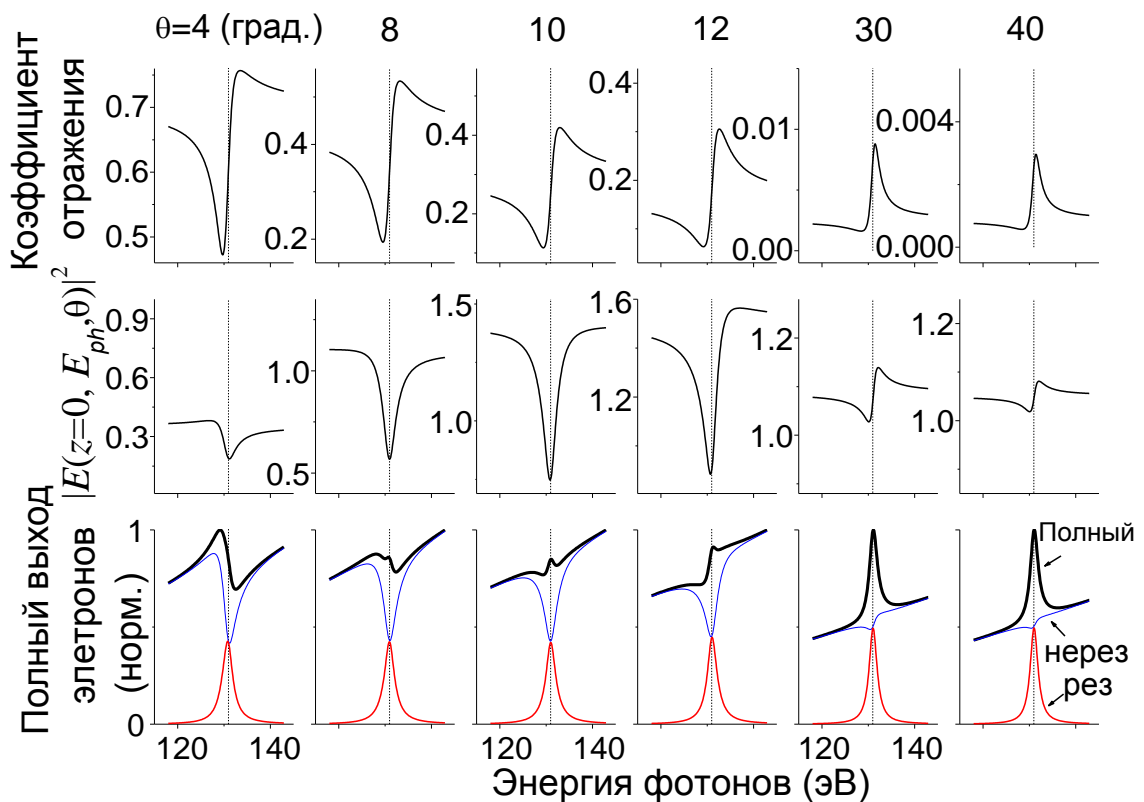 θ=4 (град.) 8 10 12 30 40
Коэффициент
отражения
0.7
0.6
0.5
0.4
0.2
0.4
0.2
0.4
0.2
0.01
0.00
0.004
0.000
|E(z=0, E_ph,θ)|²
0.9
0.6
0.3
1.0
0.5
1.5
1.0
1.6
1.2
1.2
1.0
1.2
1.0
Полный выход
элетронов
(норм.)
1
0
Полный
нерез
рез
120 140 120 140 120 140
Энергия фотонов (эВ)